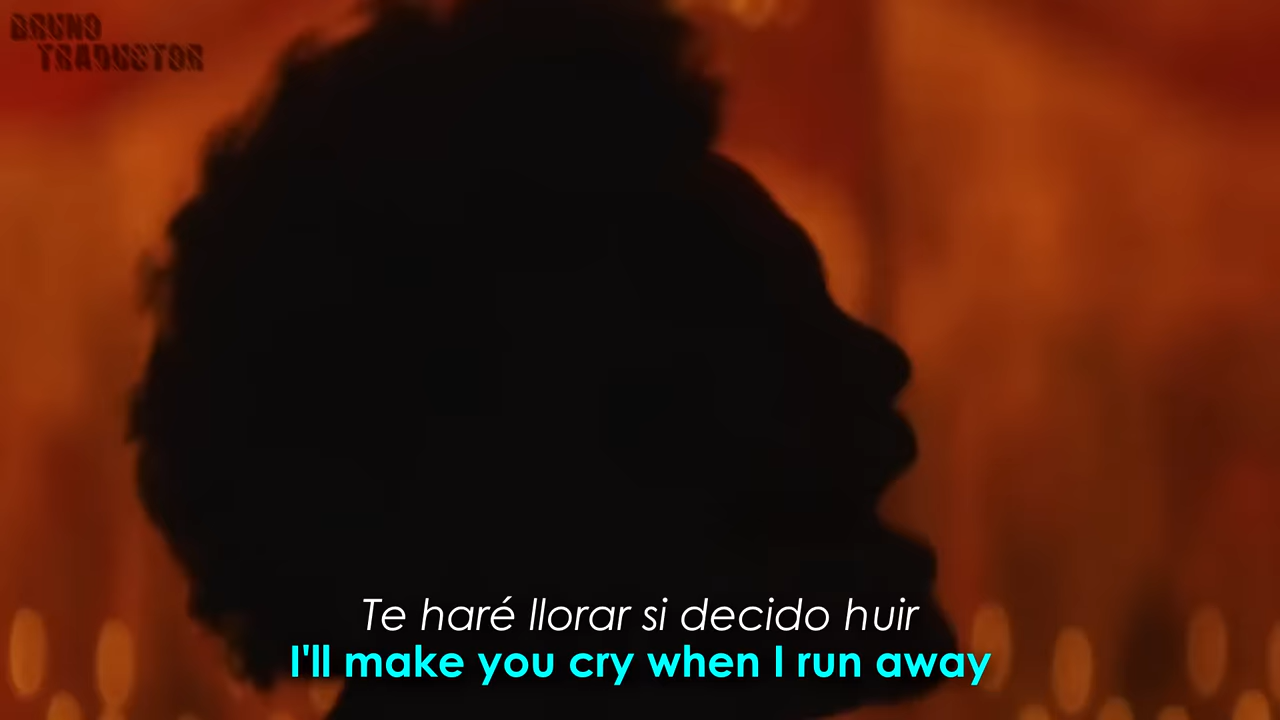 BRUNO
TRADUCTOR
Te haré llorar si decido huir
I'll make you cry when I run away